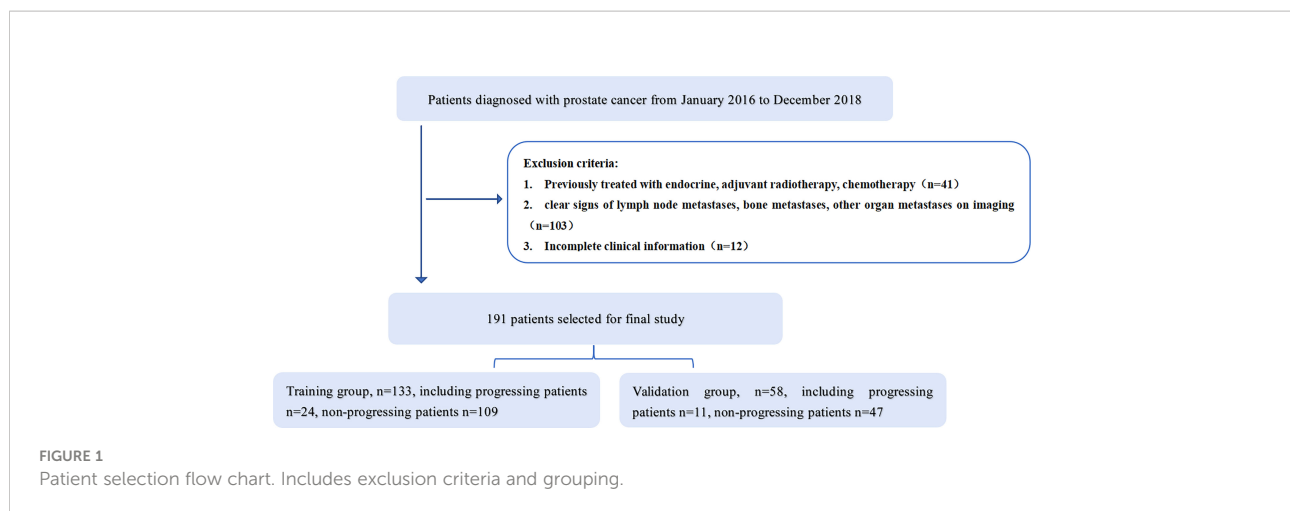 Patients diagnosed with prostate cancer from January 2016 to December 2018
Exclusion criteria:
1. Previously treated with endocrine, adjuvant radiotherapy, chemotherapy（n=41）
2. clear signs of lymph node metastases, bone metastases, other organ metastases on imaging
（n=103）
3. Incomplete clinical information（n=12）
191 patients selected for final study
Training group, n=133, including progressing patients
n=24, non-progressing patients n=109
Validation group, n=58, including progressing
patients n=11, non-progressing patients n=47
FIGURE 1
Patient selection flow chart. Includes exclusion criteria and grouping.